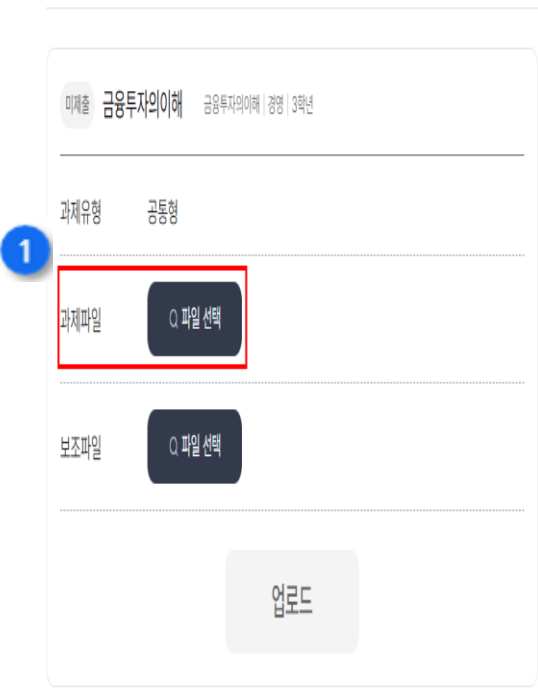 미제출 금융투자의이해 금융투자의이해 | 경영 | 3학년
과제유형 공통형
1
과제파일 파일 선택
보조파일 파일 선택
업로드